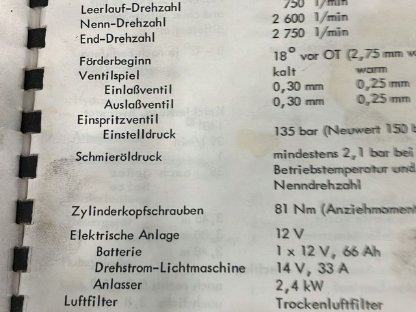 Leerlauf-Drehzahl 750 1/min
Nenn-Drehzahl 2 600 1/min
End-Drehzahl 2 750 1/min
Förderbeginn 18° vor OT (2,75 mm
Ventilspiel kalt warm
Einlaßventil 0,30 mm 0,25 mm
Auslaßventil 0,30 mm 0,25 mm
Einspritzventil
Einstelldruck 135 bar (Neuwert 150
Schmieröldruck mindestens 2,1 bar bei
Betriebstemperatur und
Nenndrehzahl
Zylinderkopfschrauben 81 Nm (Anziehmoment
Elektrische Anlage 12 V
Batterie 1 x 12 V, 66 Ah
Drehstrom-Lichtmaschine 14 V, 33 A
Anlasser 2,4 kW
Luftfilter Trockenluftfilter